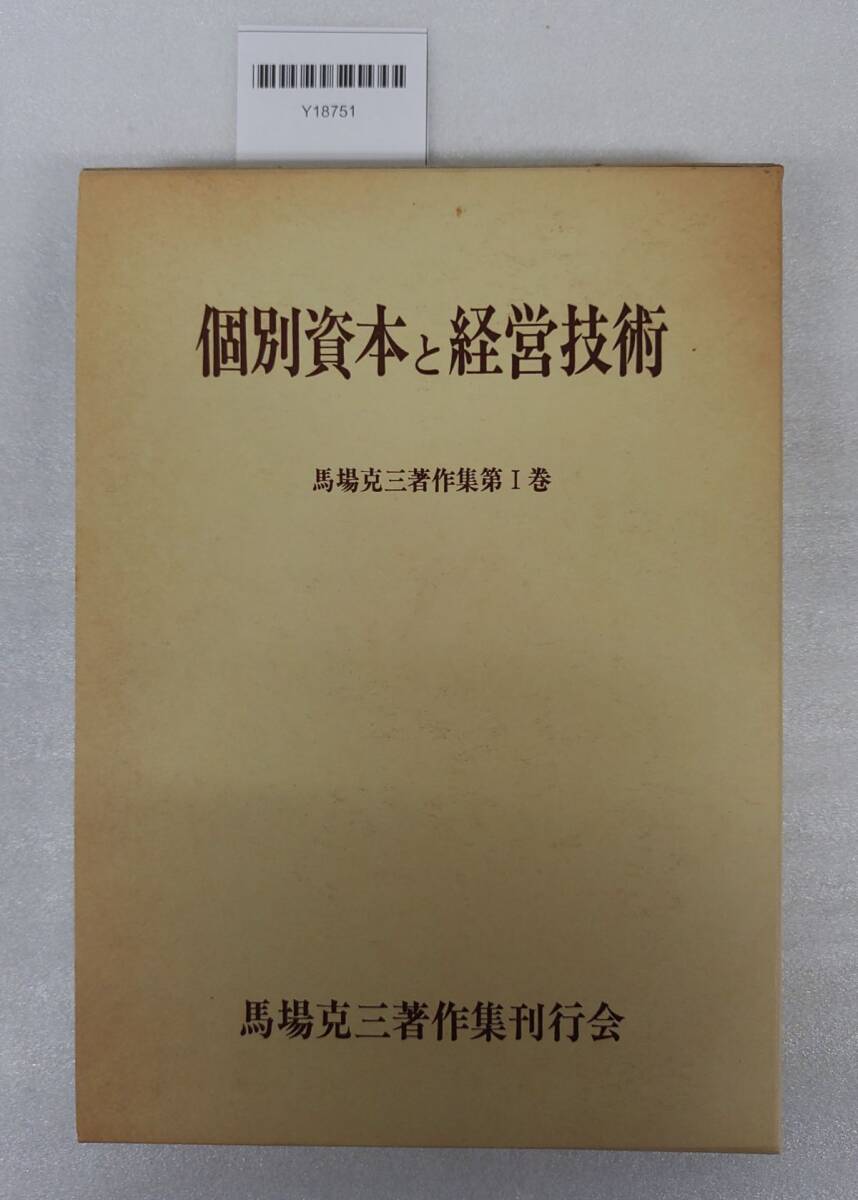 Y18751
個別資本と経営技術
馬場克三著作集第Ⅰ巻
馬場克三著作集刊行会